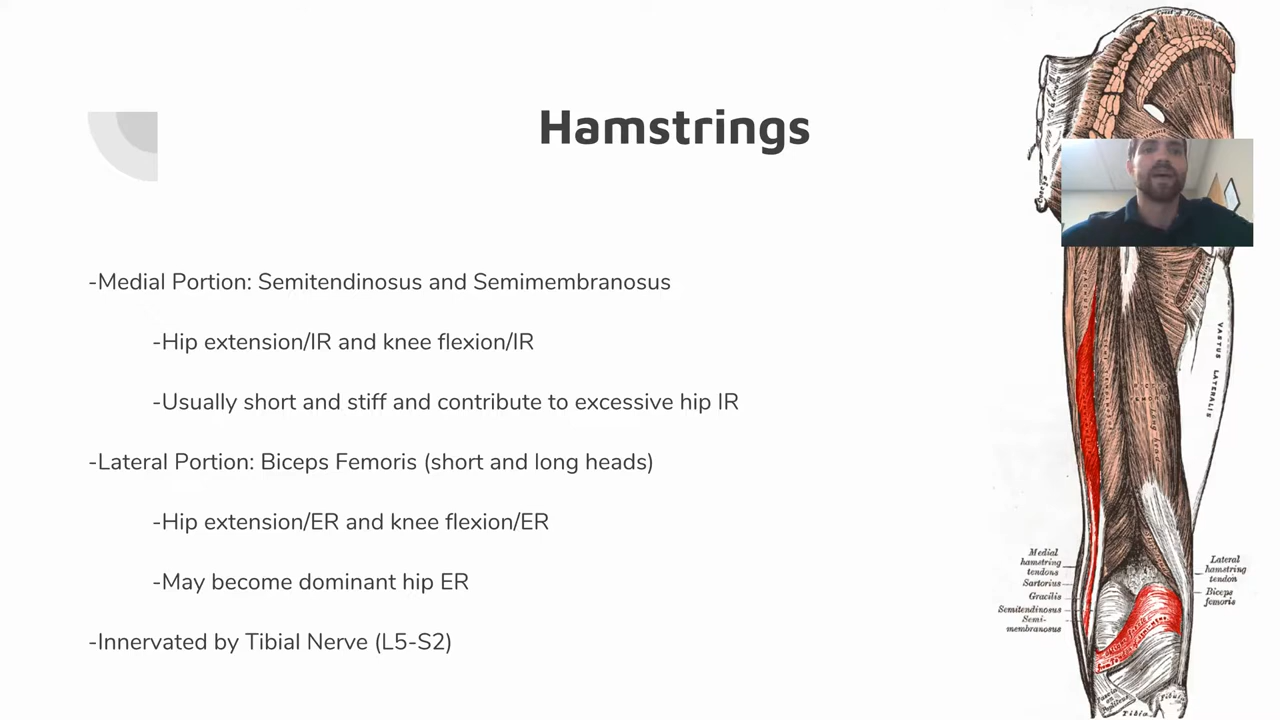 Hamstrings
-Medial Portion: Semitendinosus and Semimembranosus
-Hip extension/IR and knee flexion/IR
-Usually short and stiff and contribute to excessive hip IR
-Lateral Portion: Biceps Femoris (short and long heads)
-Hip extension/ER and knee flexion/ER
-May become dominant hip ER
-Innervated by Tibial Nerve (L5-S2)
VASTUS LATERALIS
Long head
Medial
hamstring
tendons
Sartorius
Gracilis
Semitendinosus
Semi-
membranosus
Lateral
hamstring
tendon
Biceps
femoris
Tibia